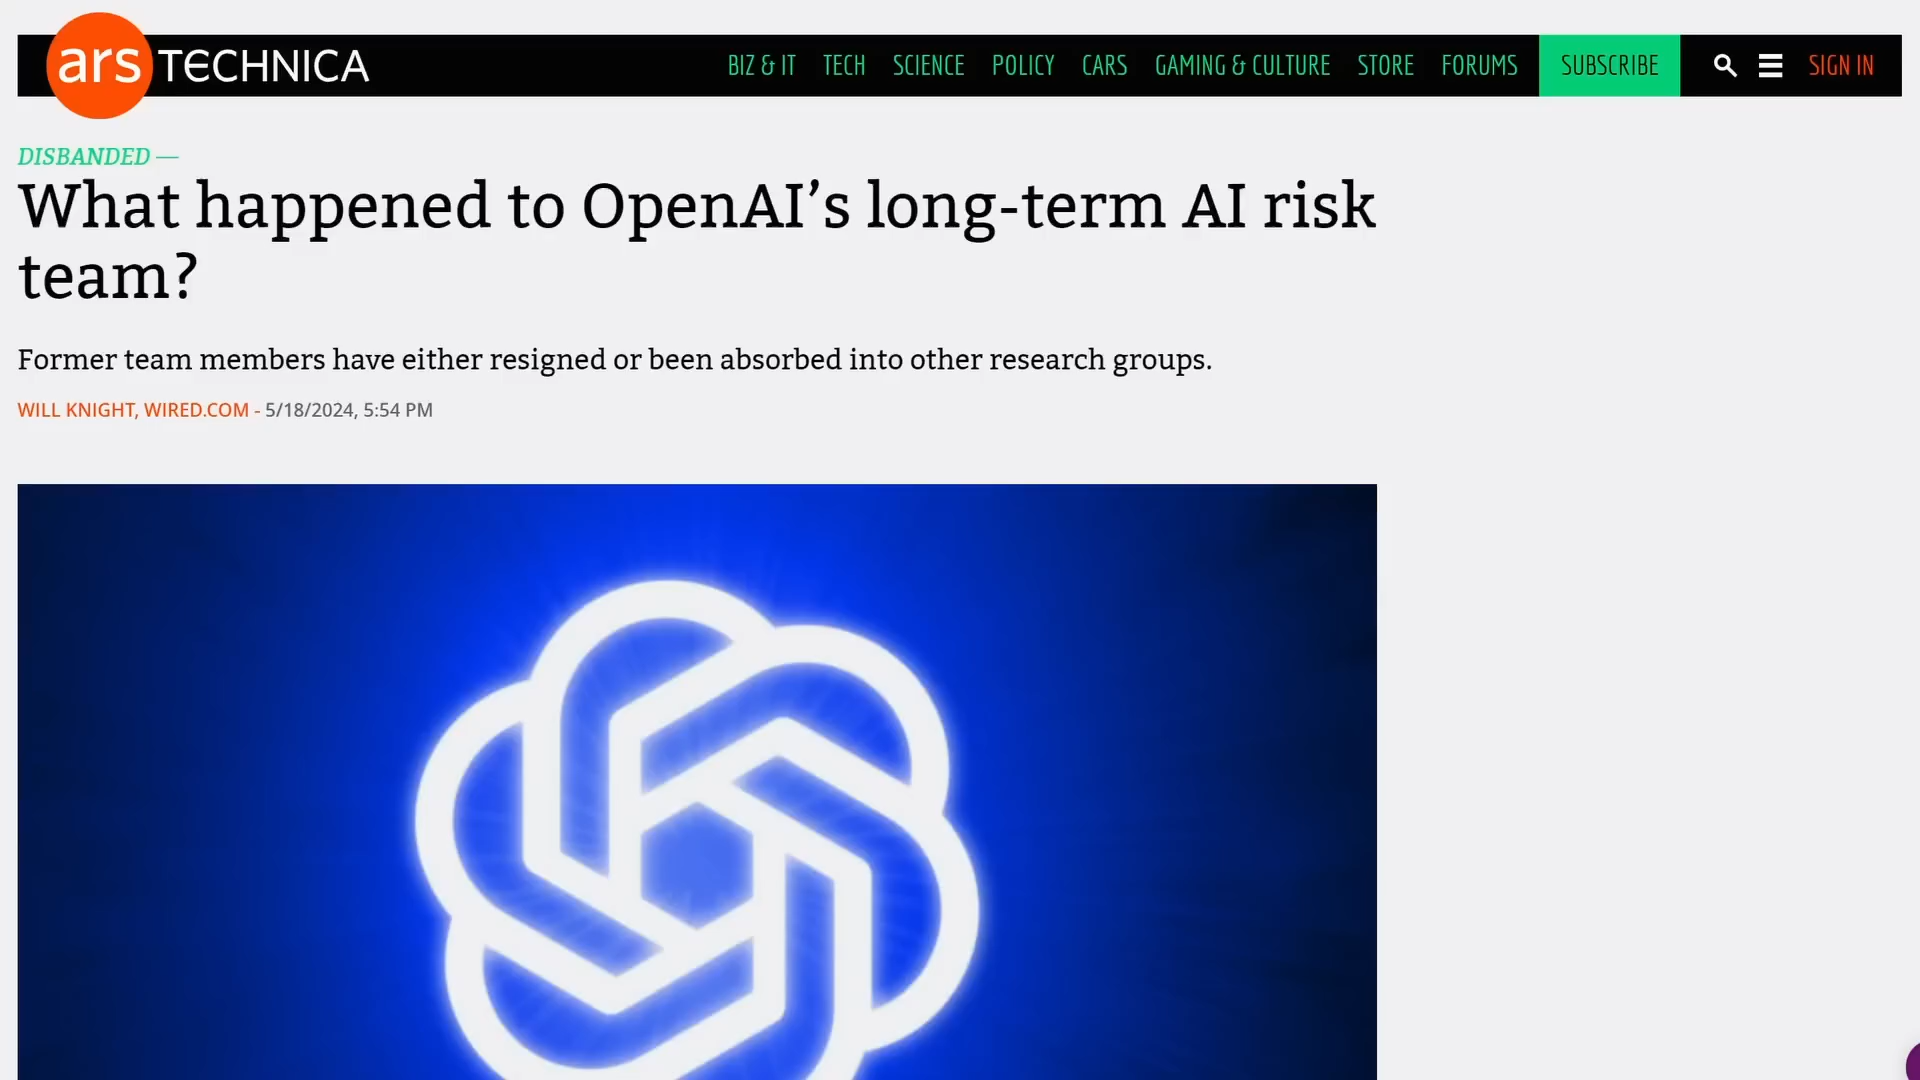 ars TECHNICA
BIZ & IT TECH SCIENCE POLICY CARS GAMING & CULTURE STORE FORUMS SUBSCRIBE SIGN IN
DISBANDED —
What happened to OpenAI’s long-term AI risk
team?
Former team members have either resigned or been absorbed into other research groups.
WILL KNIGHT, WIRED.COM - 5/18/2024, 5:54 PM